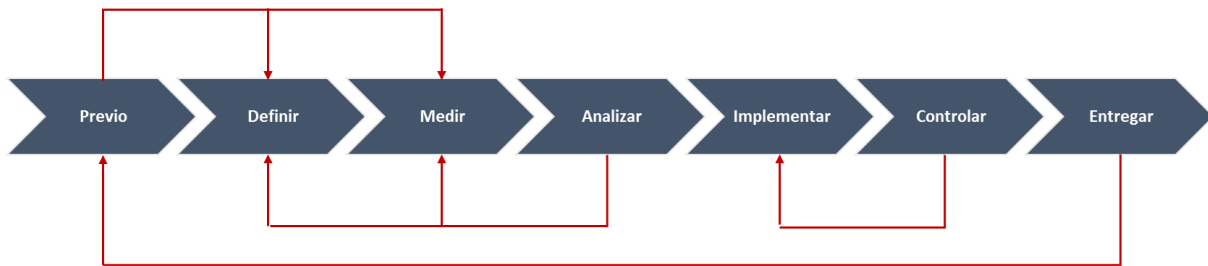 Previo
Definir
Medir
Analizar
Implementar
Controlar
Entregar